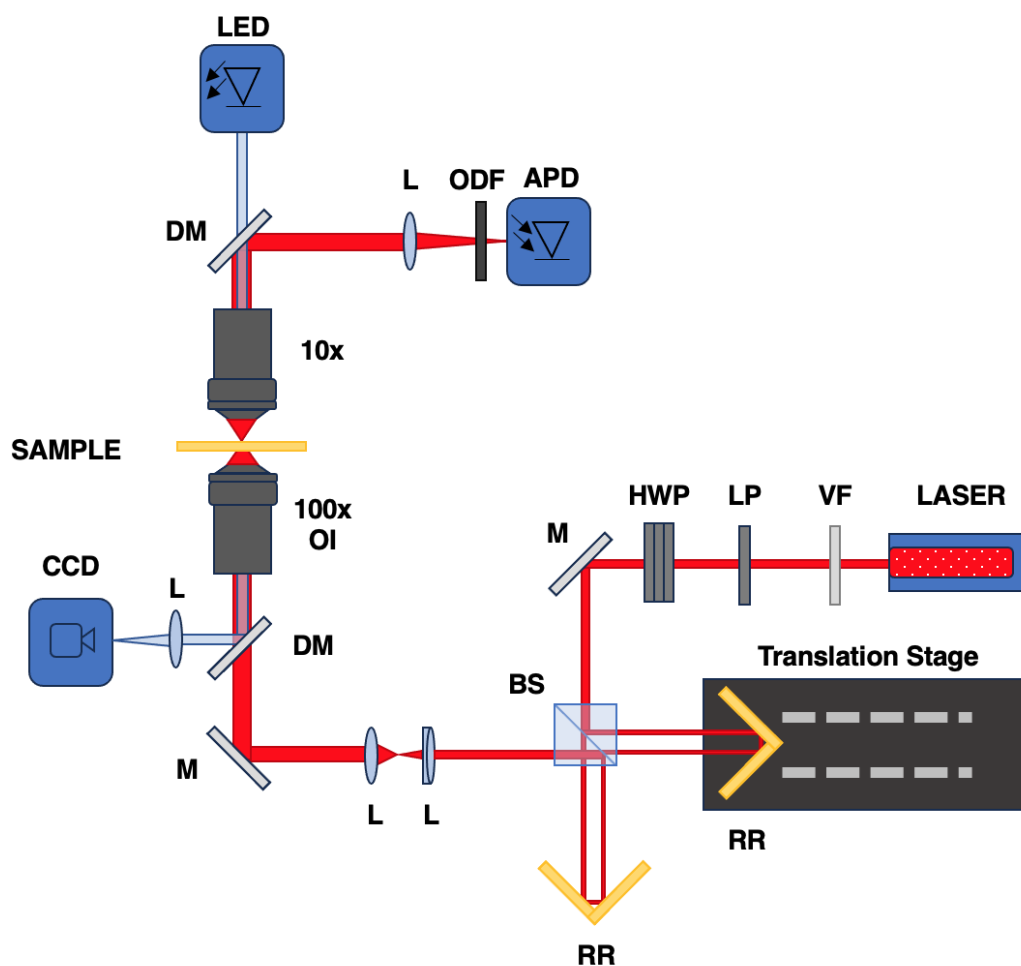 LED
L
ODF
APD
DM
10x
SAMPLE
100x
OI
HWP
LP
VF
LASER
M
CCD
L
DM
Translation Stage
BS
M
L
L
RR
RR